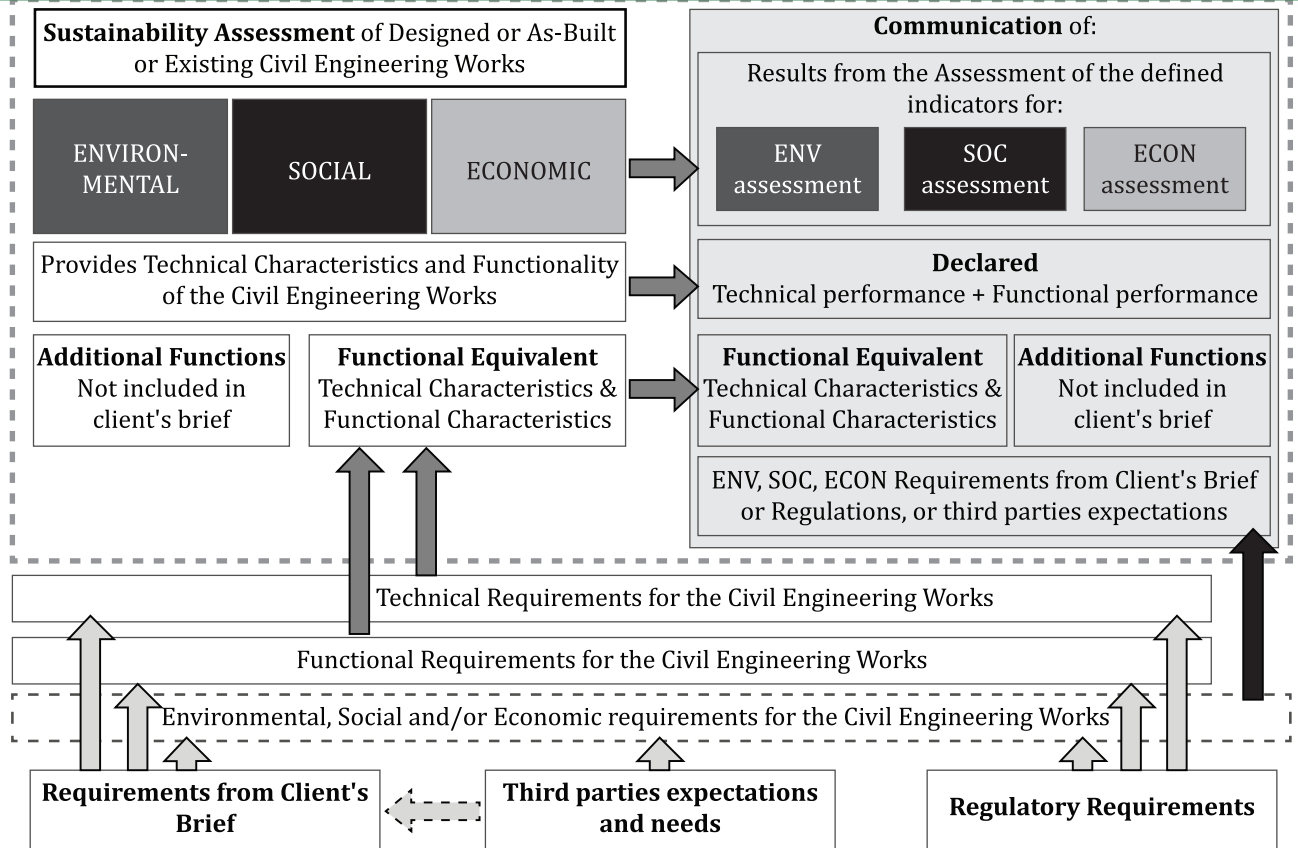 Sustainability Assessment of Designed or As-Built
or Existing Civil Engineering Works
ENVIRON-
MENTAL
SOCIAL
ECONOMIC
Provides Technical Characteristics and Functionality
of the Civil Engineering Works
Additional Functions
Not included in
client's brief
Functional Equivalent
Technical Characteristics &
Functional Characteristics
Communication of:
Results from the Assessment of the defined
indicators for:
ENV
assessment
SOC
assessment
ECON
assessment
Declared
Technical performance + Functional performance
Functional Equivalent
Technical Characteristics &
Functional Characteristics
Additional Functions
Not included in
client's brief
ENV, SOC, ECON Requirements from Client's Brief
or Regulations, or third parties expectations
Technical Requirements for the Civil Engineering Works
Functional Requirements for the Civil Engineering Works
Environmental, Social and/or Economic requirements for the Civil Engineering Works
Requirements from Client's
Brief
Third parties expectations
and needs
Regulatory Requirements